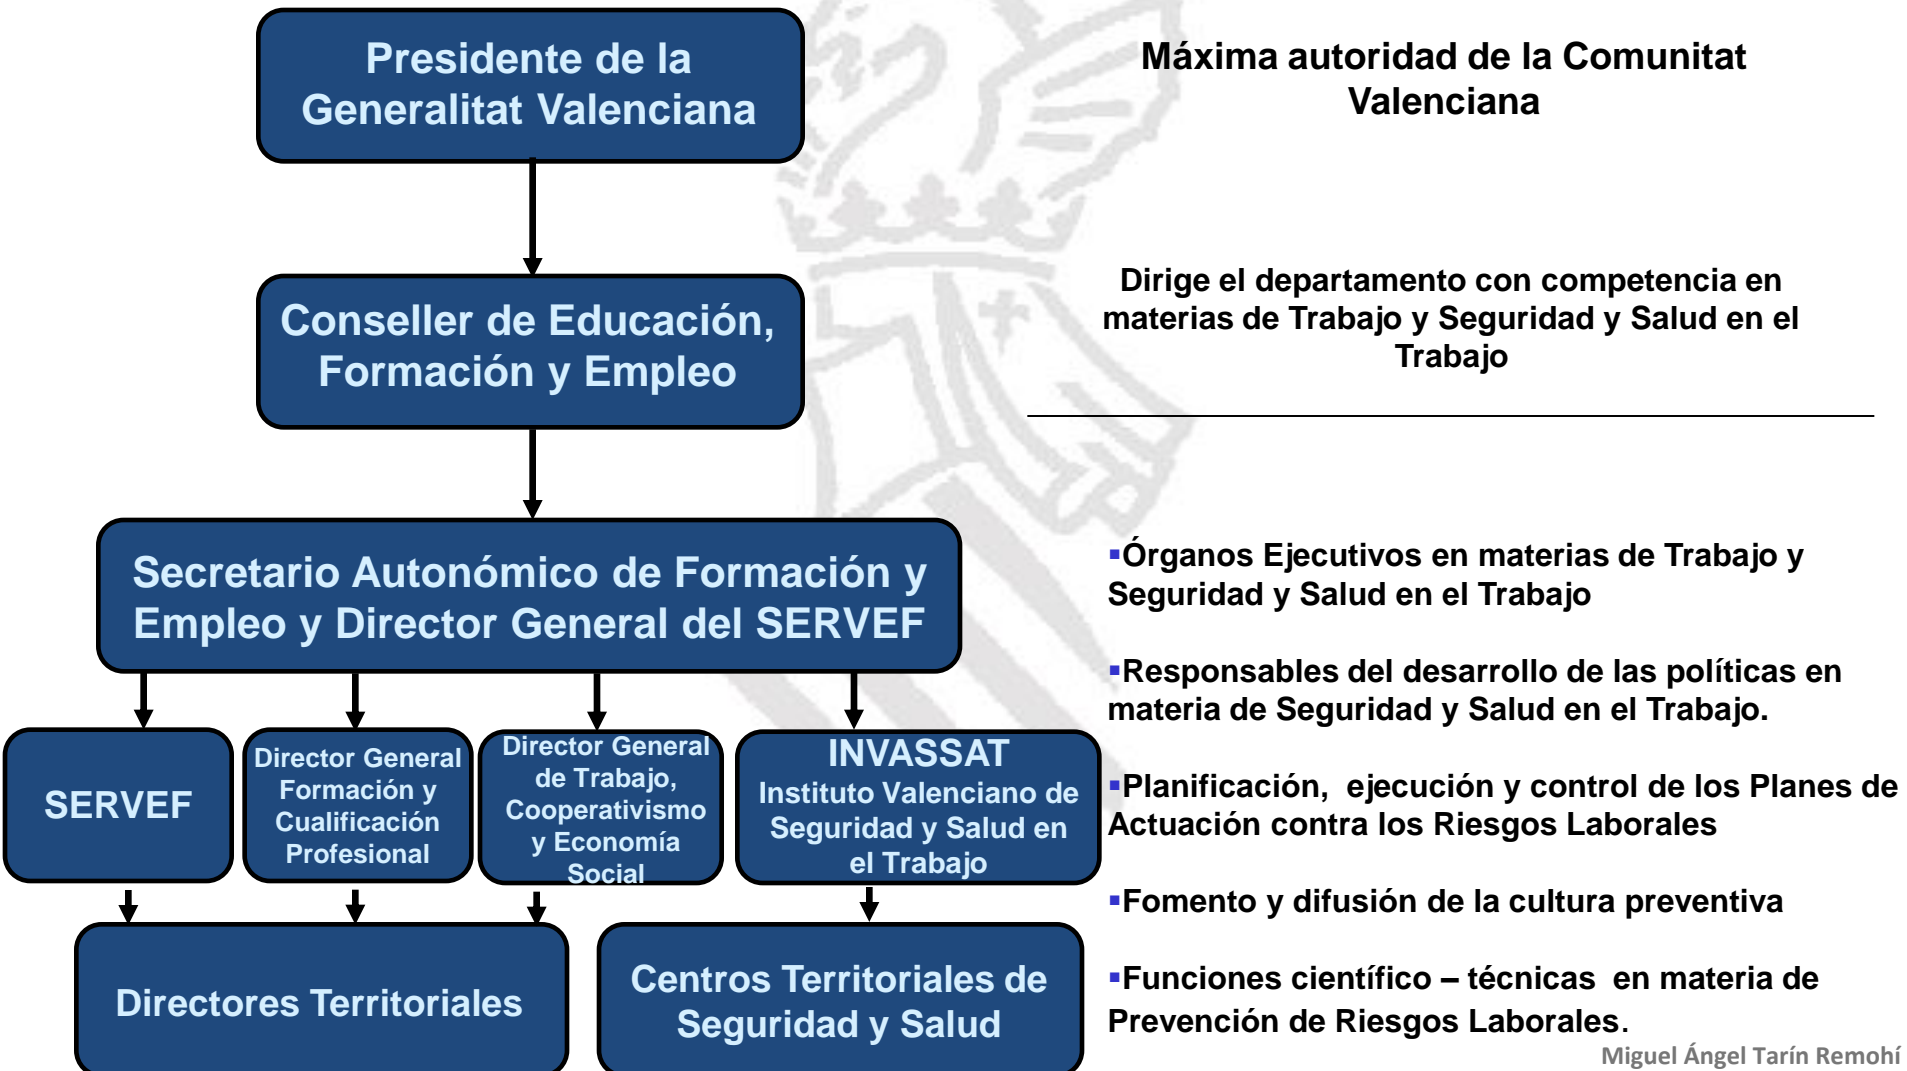 Presidente de la
Generalitat Valenciana
Máxima autoridad de la Comunitat
Valenciana
Conseller de Educación,
Formación y Empleo
Dirige el departamento con competencia en
materias de Trabajo y Seguridad y Salud en el
Trabajo
Secretario Autonómico de Formación y
Empleo y Director General del SERVEF
SERVEF
Director General
Formación y
Cualificación
Profesional
Director General
de Trabajo,
Cooperativismo
y Economía
Social
INVASSAT
Instituto Valenciano de
Seguridad y Salud en
el Trabajo
Directores Territoriales
Centros Territoriales de
Seguridad y Salud
▪Órganos Ejecutivos en materias de Trabajo y
Seguridad y Salud en el Trabajo
▪Responsables del desarrollo de las políticas en
materia de Seguridad y Salud en el Trabajo.
▪Planificación, ejecución y control de los Planes de
Actuación contra los Riesgos Laborales
▪Fomento y difusión de la cultura preventiva
▪Funciones científico – técnicas en materia de
Prevención de Riesgos Laborales.
Miguel Ángel Tarín Remohí